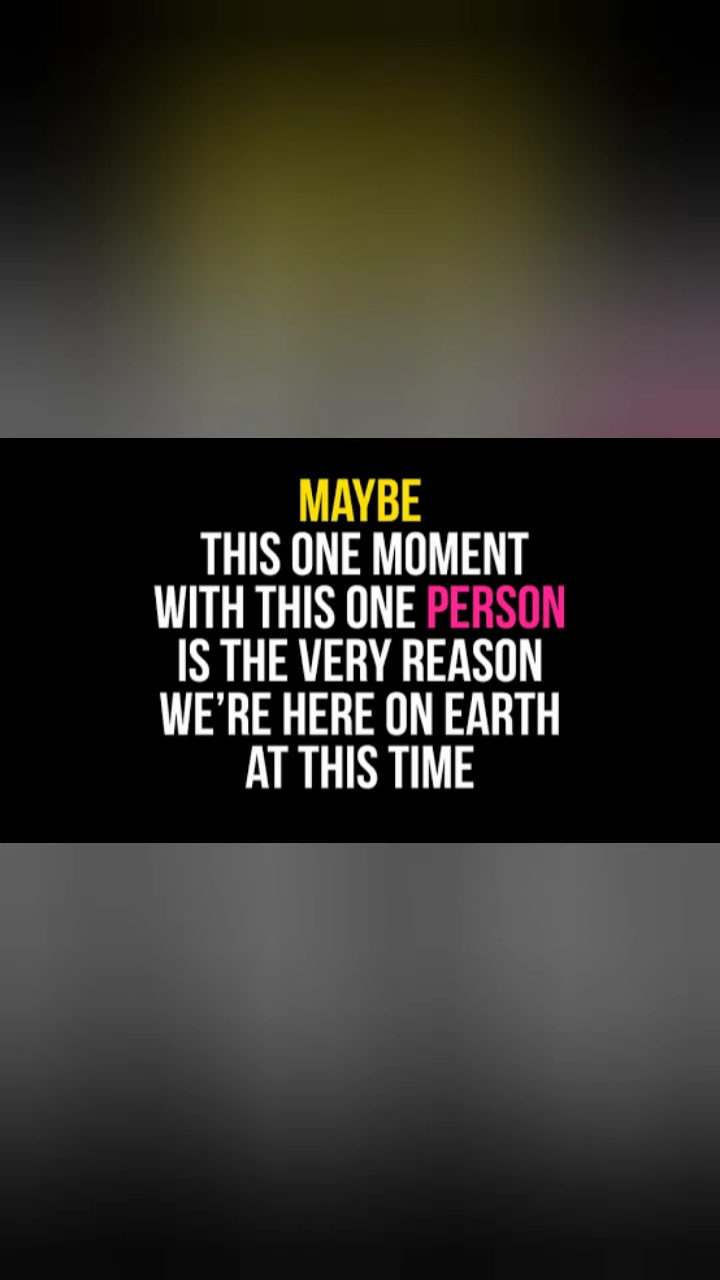 MAYBE
THIS ONE MOMENT
WITH THIS ONE PERSON
IS THE VERY REASON
WE’RE HERE ON EARTH
AT THIS TIME